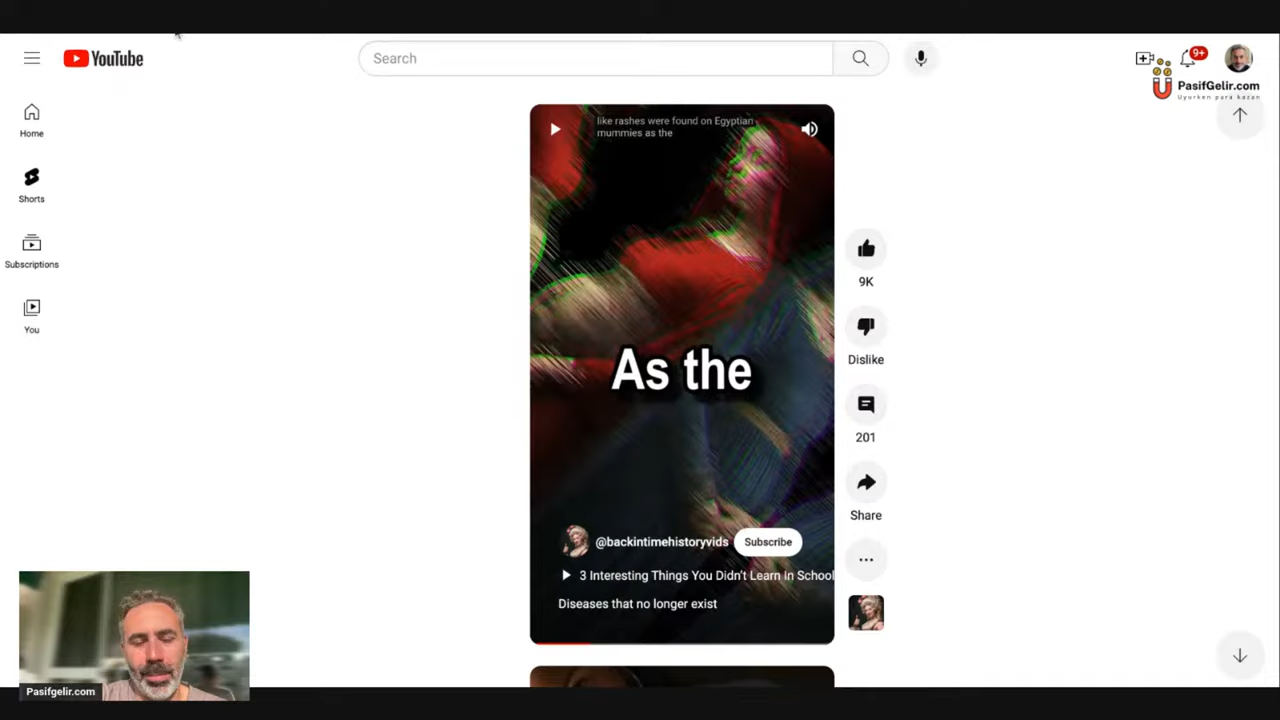 YouTube
Search
9+
PasifGelir.com
Uyurken para kazan
Home
Shorts
Subscriptions
You
like rashes were found on Egyptian
mummies as the
As the
9K
Dislike
201
Share
@backintimehistoryvids
Subscribe
3 Interesting Things You Didn't Learn In School
Diseases that no longer exist
Pasifgelir.com